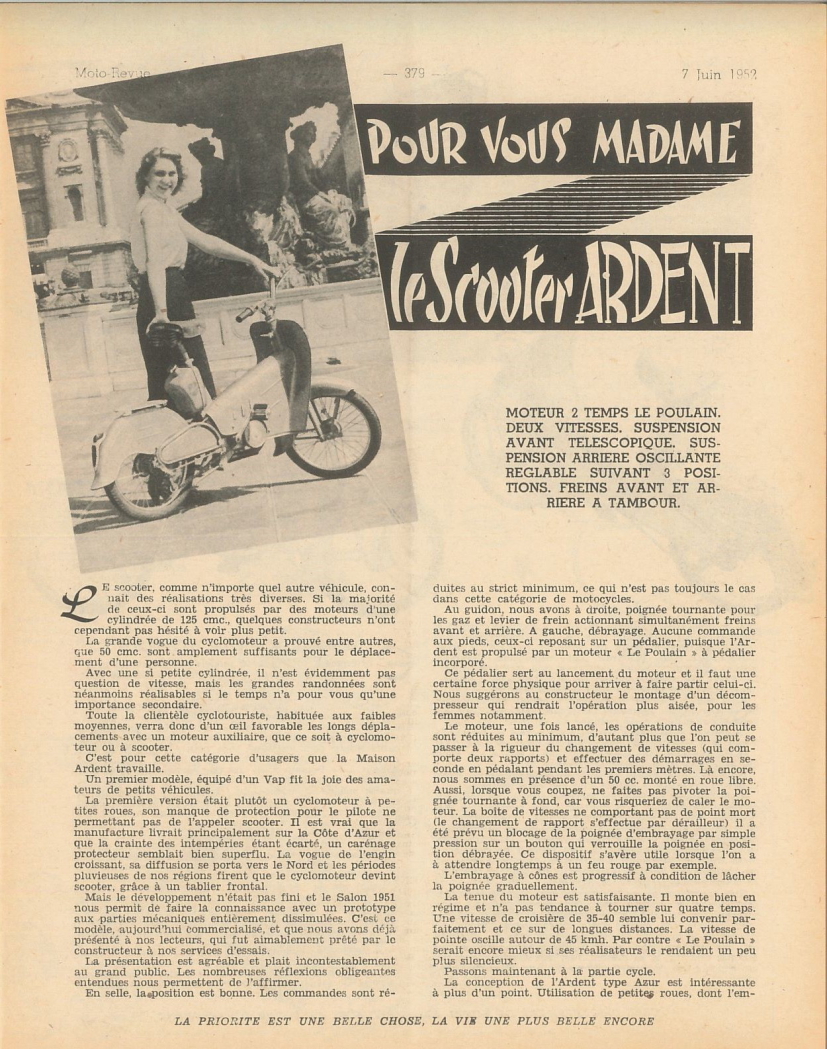 Moto-Revue
— 379 —
7 Juin 1952
POUR VOUS MADAME
le Scooter ARDENT
MOTEUR 2 TEMPS LE POULAIN.
DEUX VITESSES. SUSPENSION
AVANT TELESCOPIQUE. SUS-
PENSION ARRIERE OSCILLANTE
REGLABLE SUIVANT 3 POSI-
TIONS. FREINS AVANT ET AR-
RIERE A TAMBOUR.
LE scooter, comme n'importe quel autre véhicule, con-
nait des réalisations très diverses. Si la majorité
de ceux-ci sont propulsés par des moteurs d'une
cylindrée de 125 cmc., quelques constructeurs n'ont
cependant pas hésité à voir plus petit.
La grande vogue du cyclomoteur a prouvé entre autres,
que 50 cmc. sont amplement suffisants pour le déplace-
ment d'une personne.
Avec une si petite cylindrée, il n'est évidemment pas
question de vitesse, mais les grandes randonnées sont
néanmoins réalisables si le temps n'a pour vous qu'une
importance secondaire.
Toute la clientèle cyclotouriste, habituée aux faibles
moyennes, verra donc d'un œil favorable les longs dépla-
cements avec un moteur auxiliaire, que ce soit à cyclomo-
teur ou à scooter.
C'est pour cette catégorie d'usagers que la Maison
Ardent travaille.
Un premier modèle, équipé d'un Vap fit la joie des ama-
teurs de petits véhicules.
La première version était plutôt un cyclomoteur à pe-
tites roues, son manque de protection pour le pilote ne
permettant pas de l'appeler scooter. Il est vrai que la
manufacture livrait principalement sur la Côte d'Azur et
que la crainte des intempéries étant écarté, un carénage
protecteur semblait bien superflu. La vogue de l'engin
croissant, sa diffusion se porta vers le Nord et les périodes
pluvieuses de nos régions firent que le cyclomoteur devint
scooter, grâce à un tablier frontal.
Mais le développement n'était pas fini et le Salon 1951
nous permit de faire la connaissance avec un prototype
aux parties mécaniques entièrement dissimulées. C'est ce
modèle, aujourd'hui commercialisé, et que nous avons déjà
présenté à nos lecteurs, qui fut aimablement prêté par le
constructeur à nos services d'essais.
La présentation est agréable et plait incontestablement
au grand public. Les nombreuses réflexions obligeantes
entendues nous permettent de l'affirmer.
En selle, la position est bonne. Les commandes sont ré-
duites au strict minimum, ce qui n'est pas toujours le cas
dans cette catégorie de motocycles.
Au guidon, nous avons à droite, poignée tournante pour
les gaz et levier de frein actionnant simultanément freins
avant et arrière. A gauche, débrayage. Aucune commande
aux pieds, ceux-ci reposant sur un pédalier, puisque l'Ar-
dent est propulsé par un moteur « Le Poulain » à pédalier
incorporé.
Ce pédalier sert au lancement du moteur et il faut une
certaine force physique pour arriver à faire partir celui-ci.
Nous suggérons au constructeur le montage d'un décom-
presseur qui rendrait l'opération plus aisée, pour les
femmes notamment.
Le moteur, une fois lancé, les opérations de conduite
sont réduites au minimum, d'autant plus que l'on peut se
passer à la rigueur du changement de vitesses (qui com-
porte deux rapports) et effectuer des démarrages en se-
conde en pédalant pendant les premiers mètres. Là encore,
nous sommes en présence d'un 50 cc. monté en roue libre.
Aussi, lorsque vous coupez, ne faites pas pivoter la poi-
gnée tournante à fond, car vous risqueriez de caler le mo-
teur. La boîte de vitesses ne comportant pas de point mort
(le changement de rapport s'effectue par dérailleur) il a
été prévu un blocage de la poignée d'embrayage par simple
pression sur un bouton qui verrouille la poignée en posi-
tion débrayée. Ce dispositif s'avère utile lorsque l'on a
à attendre longtemps à un feu rouge par exemple.
L'embrayage à cônes est progressif à condition de lâcher
la poignée graduellement.
La tenue du moteur est satisfaisante. Il monte bien en
régime et n'a pas tendance à tourner sur quatre temps.
Une vitesse de croisière de 35-40 semble lui convenir par-
faitement et ce sur de longues distances. La vitesse de
pointe oscille autour de 45 kmh. Par contre « Le Poulain »
serait encore mieux si ses réalisateurs le rendaient un peu
plus silencieux.
Passons maintenant à la partie cycle.
La conception de l'Ardent type Azur est intéressante
à plus d'un point. Utilisation de petites roues, dont l'em-
LA PRIORITE EST UNE BELLE CHOSE, LA VIE UNE PLUS BELLE ENCORE